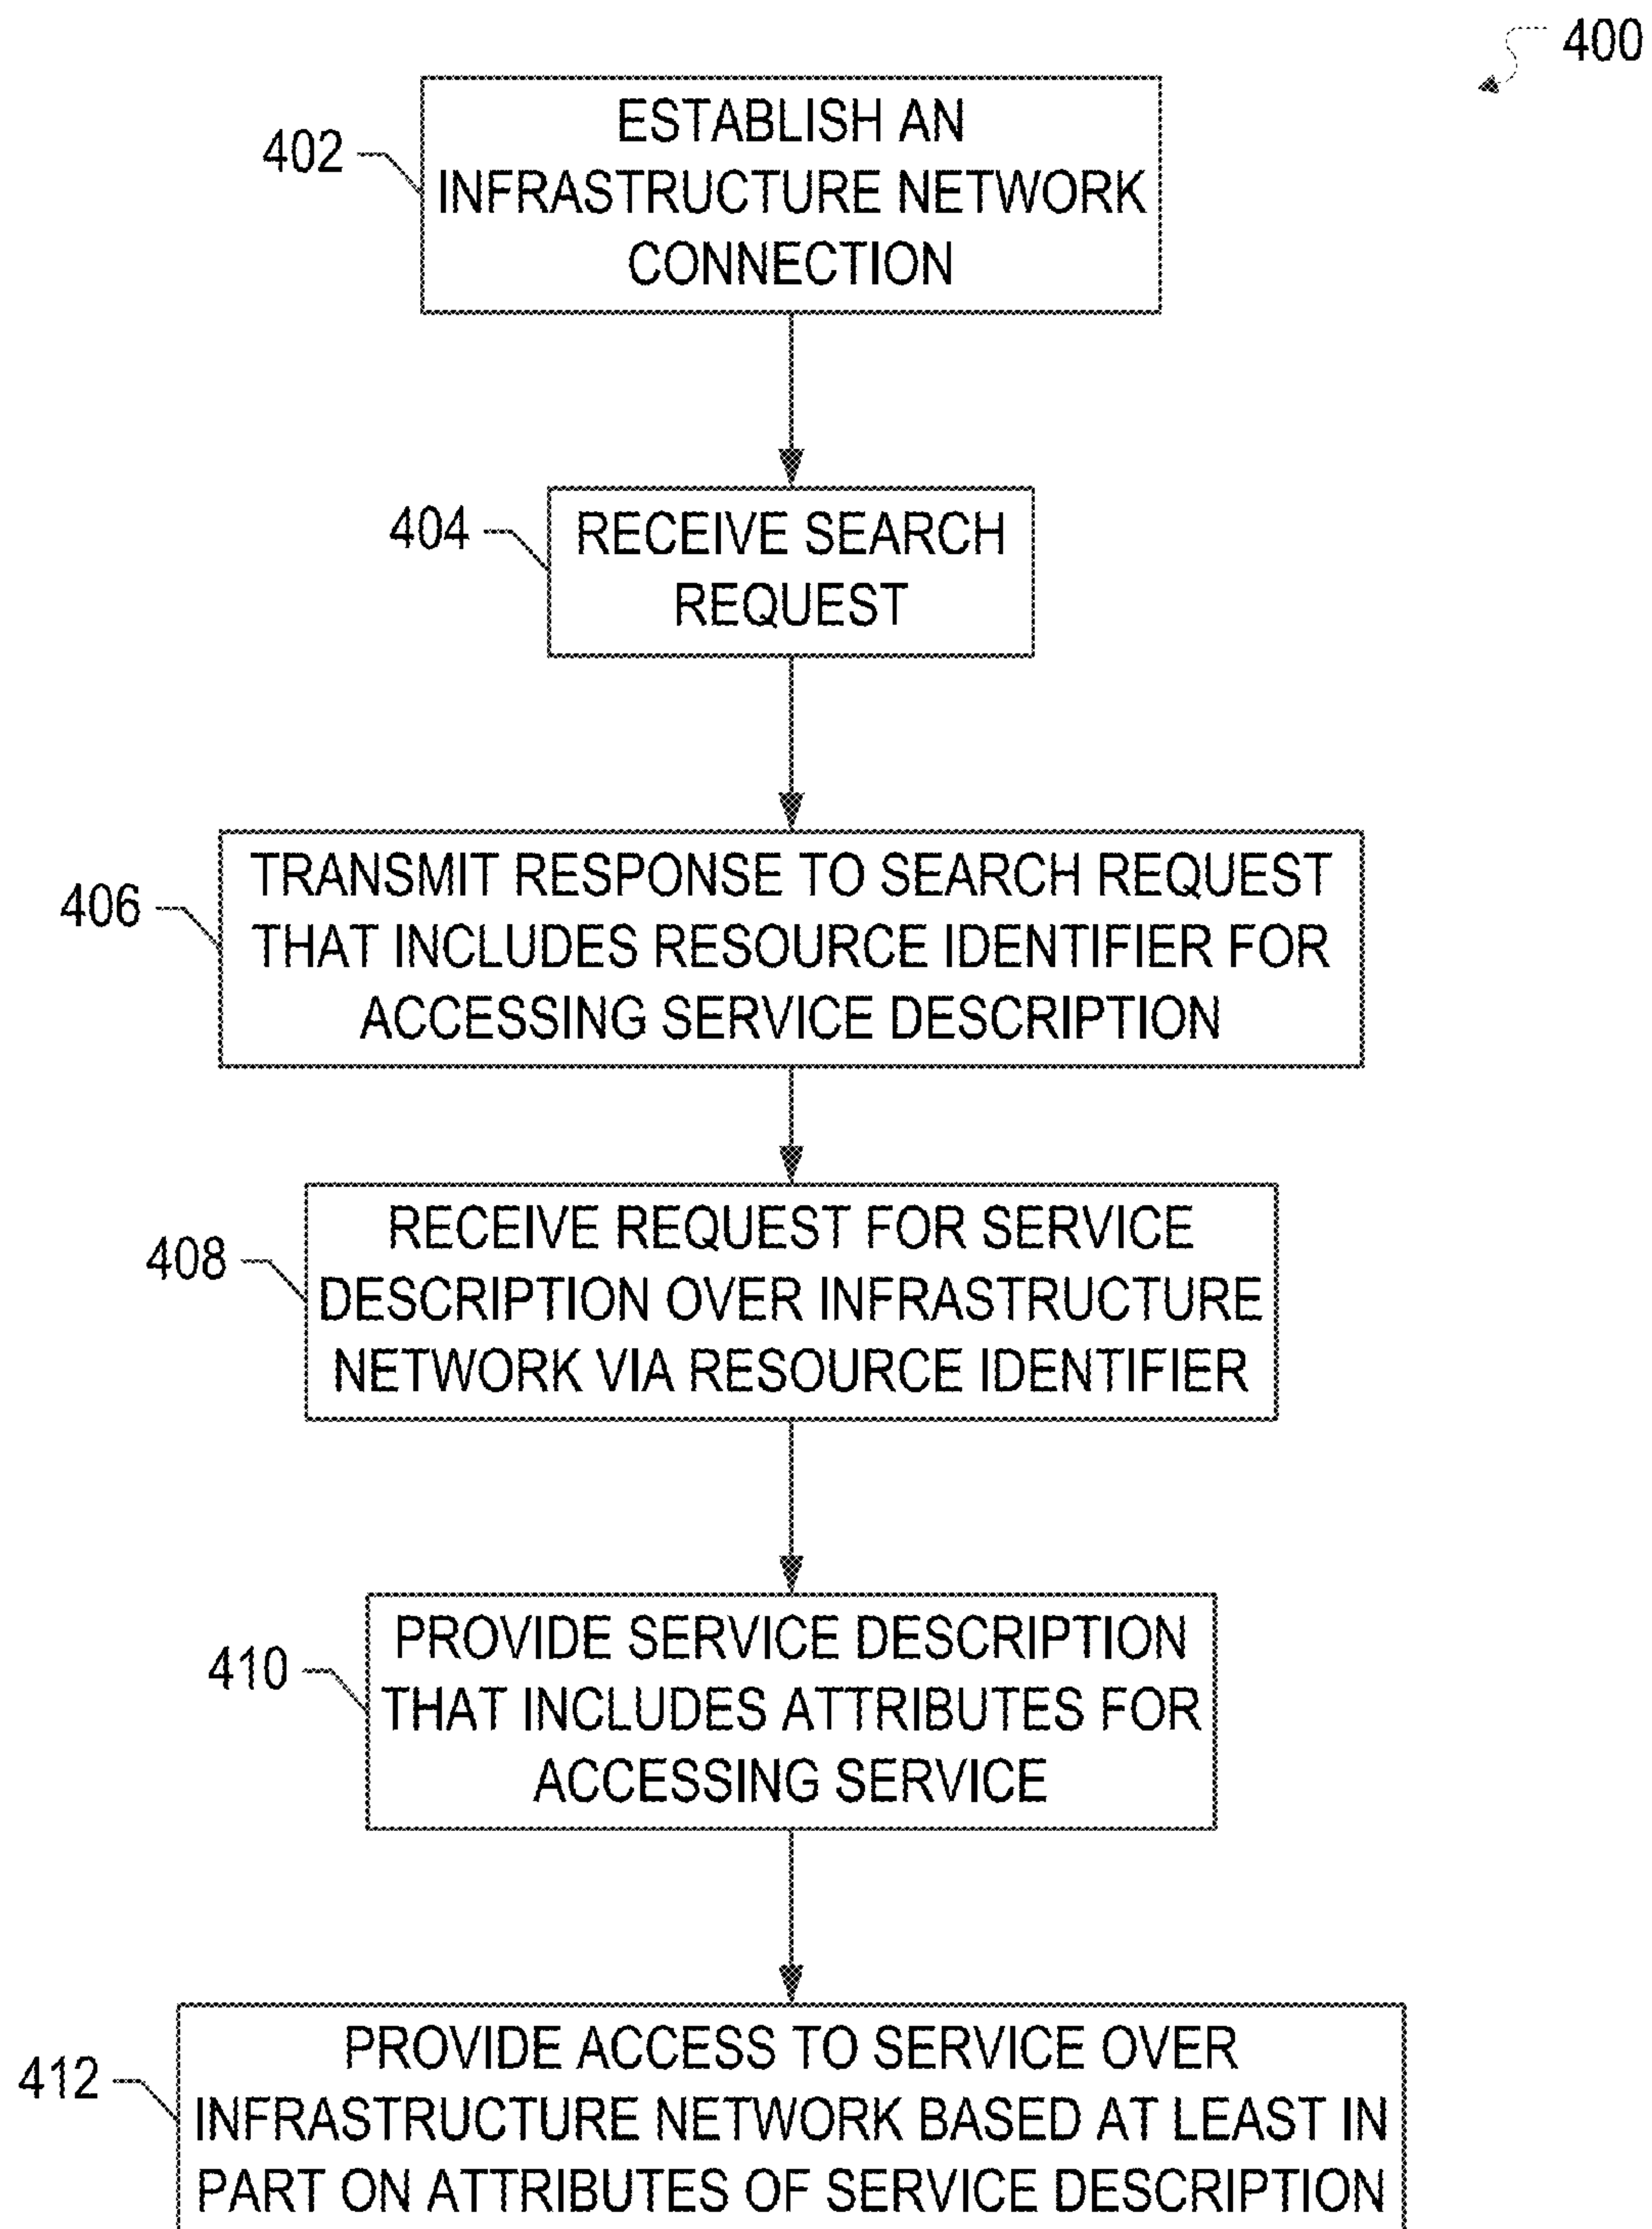 400
402
ESTABLISH AN
INFRASTRUCTURE NETWORK
CONNECTION
404
RECEIVE SEARCH
REQUEST
406
TRANSMIT RESPONSE TO SEARCH REQUEST
THAT INCLUDES RESOURCE IDENTIFIER FOR
ACCESSING SERVICE DESCRIPTION
408
RECEIVE REQUEST FOR SERVICE
DESCRIPTION OVER INFRASTRUCTURE
NETWORK VIA RESOURCE IDENTIFIER
410
PROVIDE SERVICE DESCRIPTION
THAT INCLUDES ATTRIBUTES FOR
ACCESSING SERVICE
412
PROVIDE ACCESS TO SERVICE OVER
INFRASTRUCTURE NETWORK BASED AT LEAST IN
PART ON ATTRIBUTES OF SERVICE DESCRIPTION